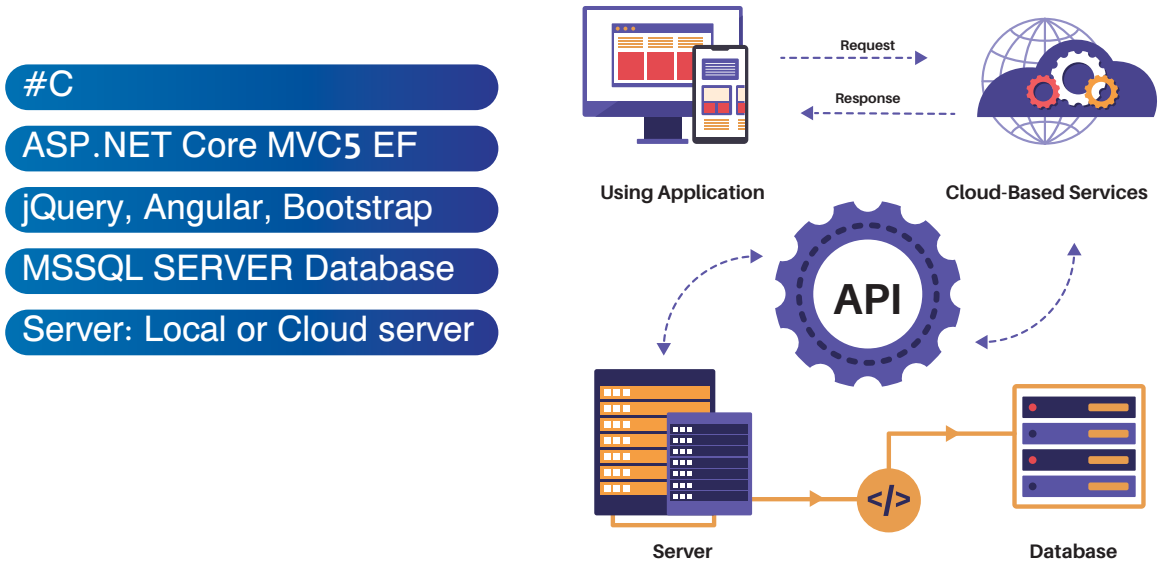 #C
ASP.NET Core MVC5 EF
jQuery, Angular, Bootstrap
MSSQL SERVER Database
Server: Local or Cloud server
Request
Response
Using Application
Cloud-Based Services
API
</>
Server
Database